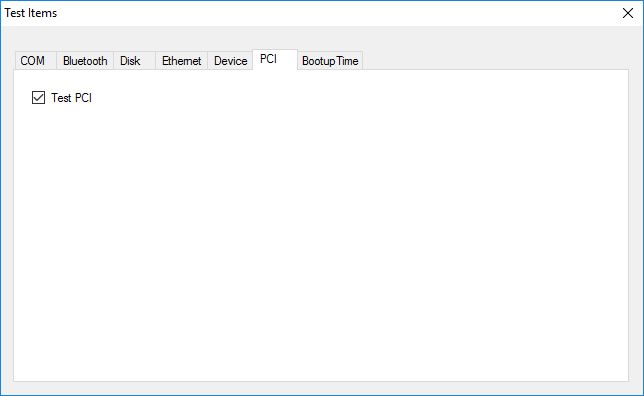 Test Items
COM Bluetooth Disk Ethernet Device PCI BootupTime
Test PCI